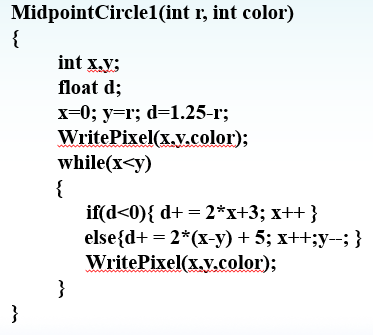 MidpointCircle1(int r, int color)
{
int x,y;
float d;
x=0; y=r; d=1.25-r;
WritePixel(x,y,color);
while(x<y)
{
if(d<0){ d+ = 2*x+3; x++ }
else{d+ = 2*(x-y) + 5; x++;y--; }
WritePixel(x,y,color);
}
}